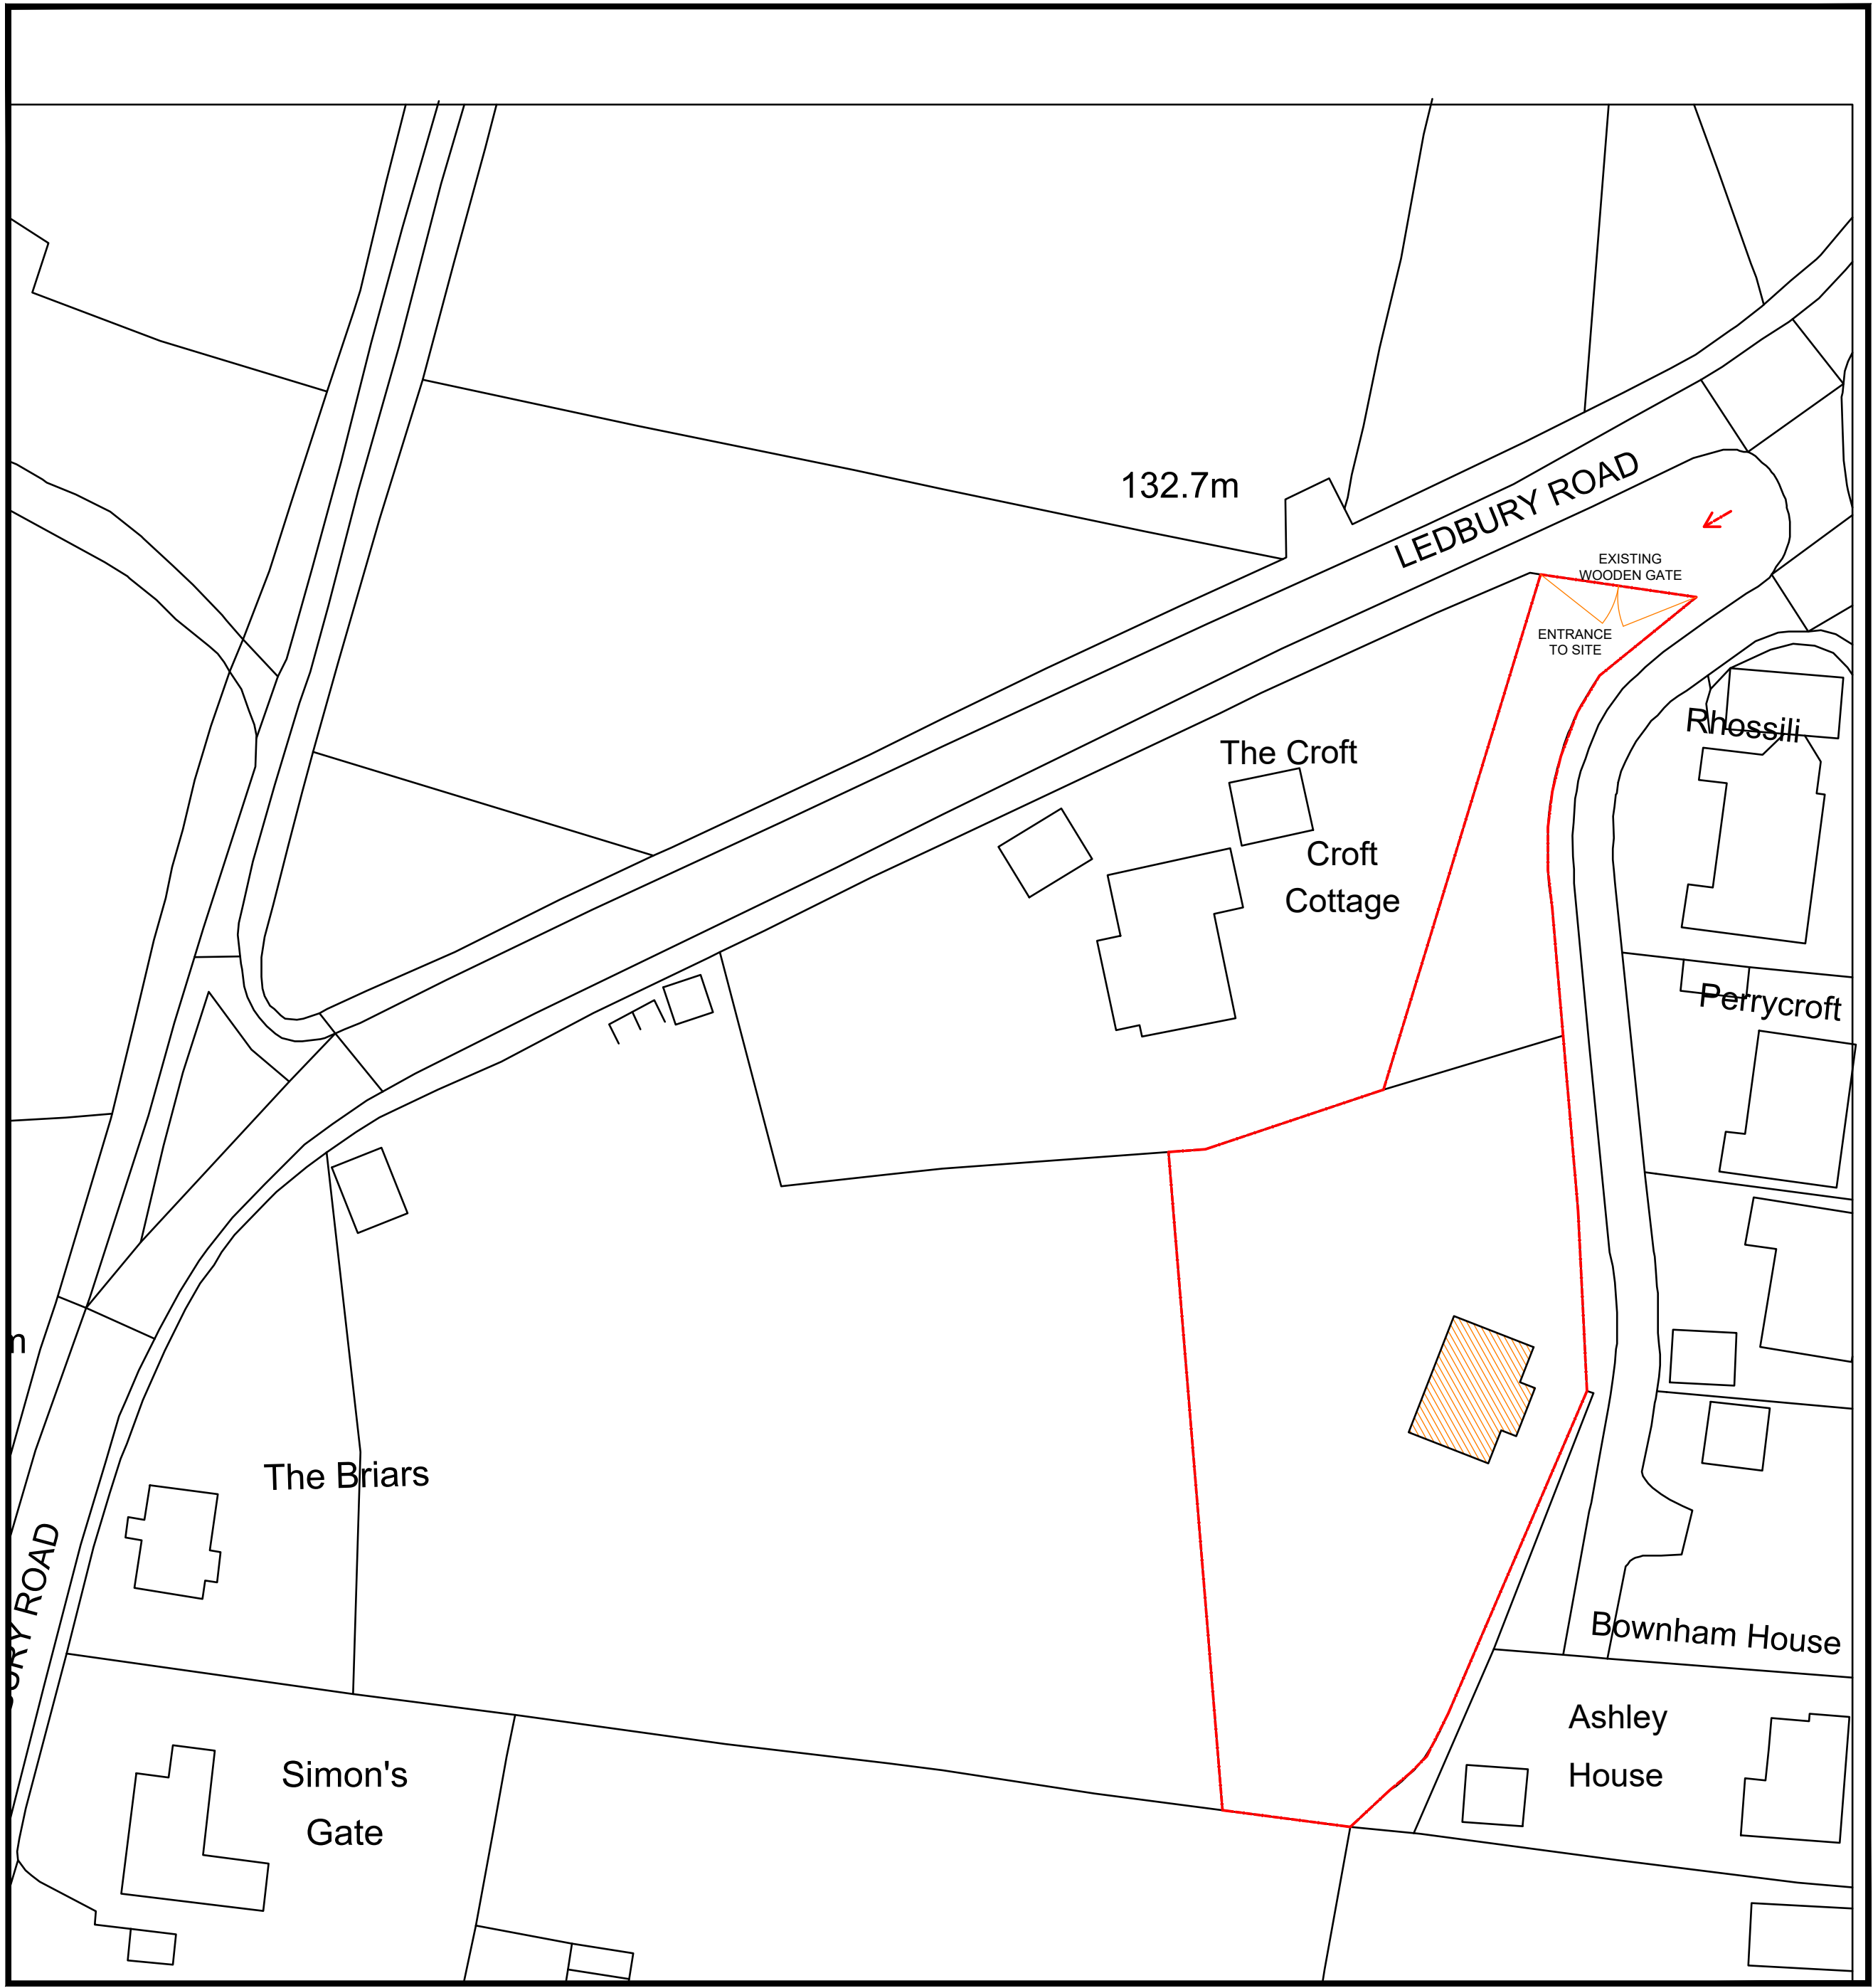 132.7m
LEDBURY ROAD
EXISTING
WOODEN GATE
ENTRANCE
TO SITE
Rhossili
The Croft
Croft
Cottage
Perrycroft
The Briars
ROAD
Bownham House
Ashley
House
Simon's
Gate